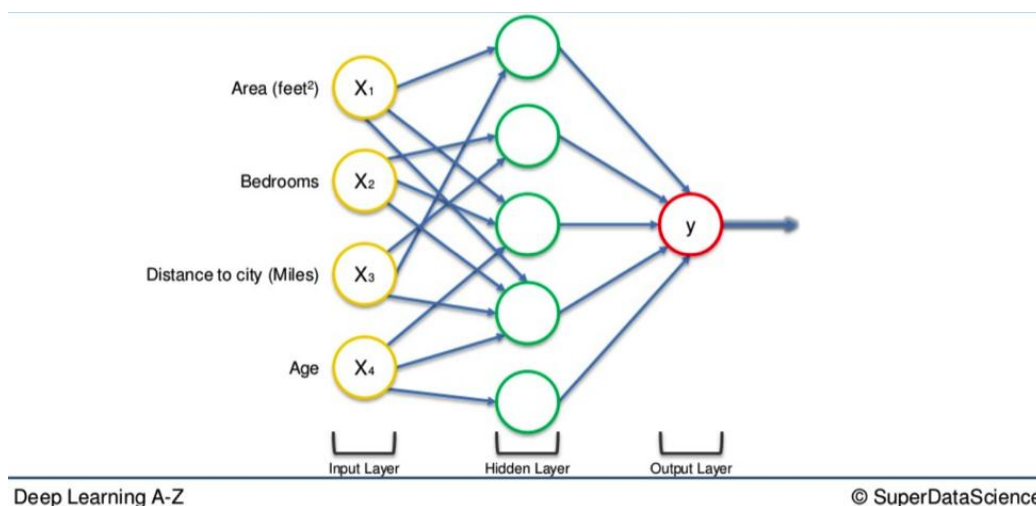 Area (feet²)
X₁
Bedrooms
X₂
Distance to city (Miles)
X₃
Age
X₄
y
Input Layer
Hidden Layer
Output Layer
Deep Learning A-Z
© SuperDataScience